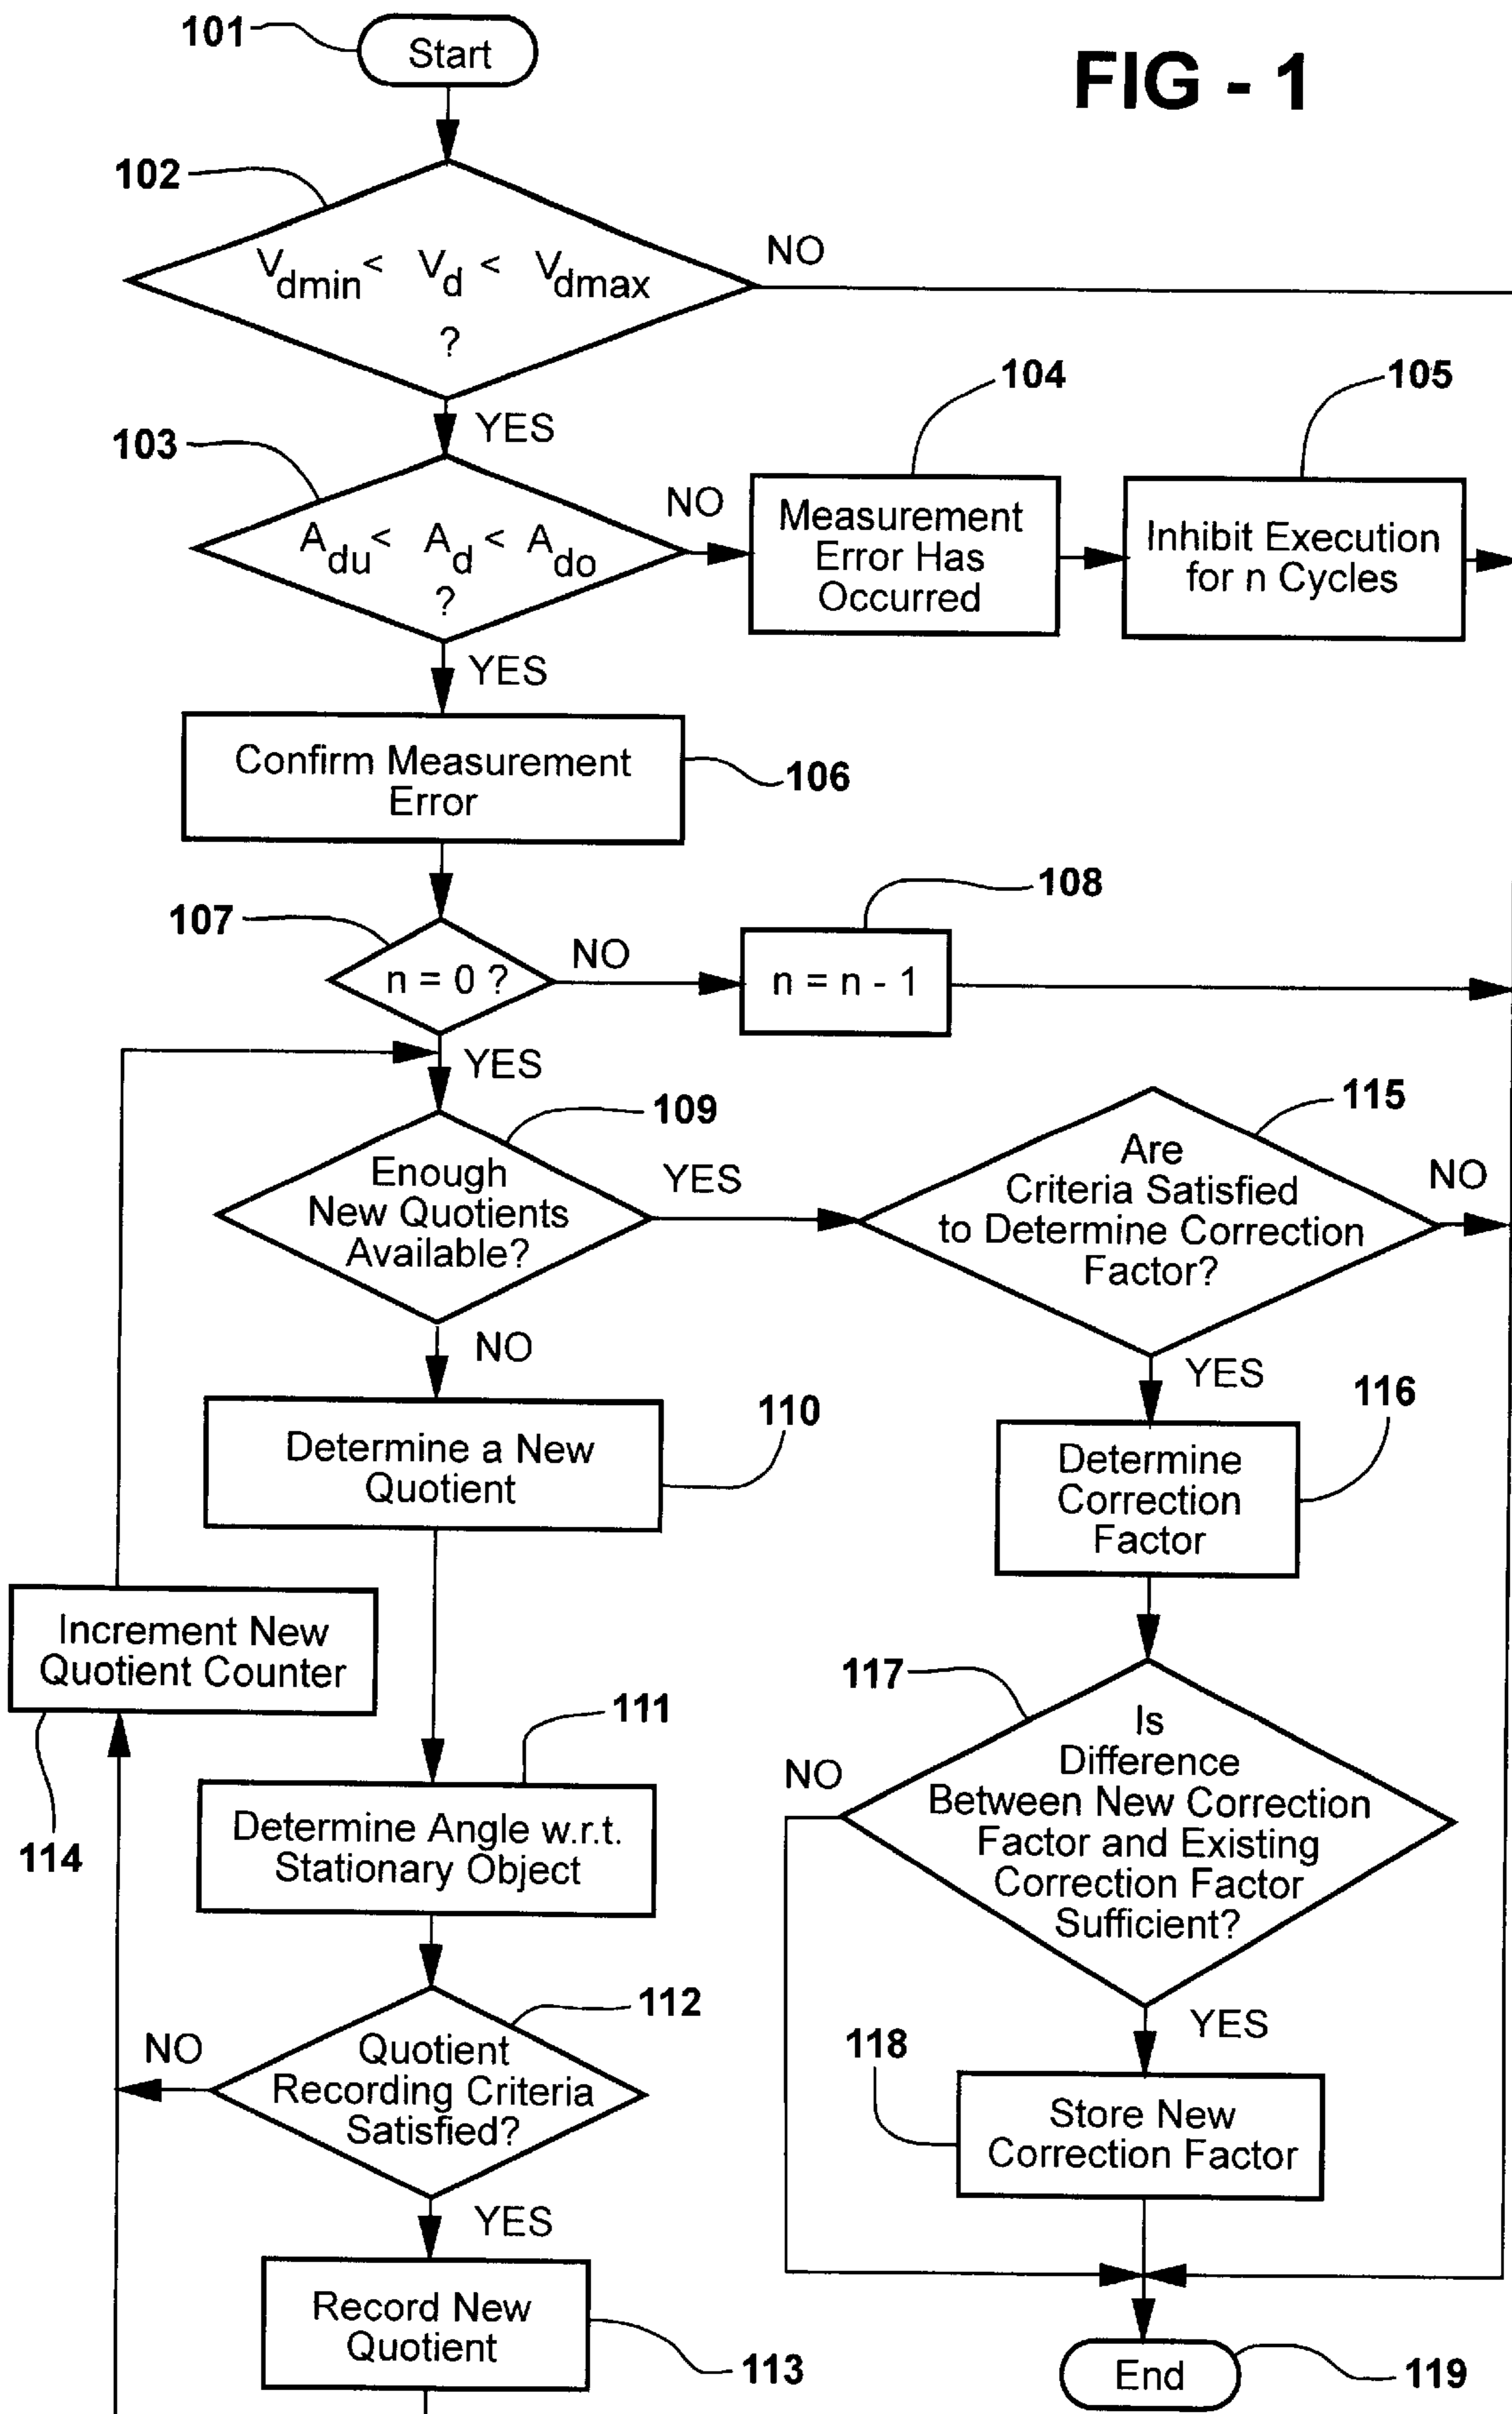 FIG - 1
101
Start
102
Vdmin < Vd < Vdmax
?
NO
YES
103
Adu < Ad < Ado
?
NO
YES
104
Measurement
Error Has
Occurred
105
Inhibit Execution
for n Cycles
Confirm Measurement
Error
106
107
n = 0 ?
NO
YES
108
n = n - 1
109
Enough
New Quotients
Available?
YES
NO
115
Are
Criteria Satisfied
to Determine Correction
Factor?
NO
YES
110
Determine a New
Quotient
116
Determine
Correction
Factor
Increment New
Quotient Counter
114
111
Determine Angle w.r.t.
Stationary Object
117
Is
Difference
Between New Correction
Factor and Existing
Correction Factor
Sufficient?
NO
YES
112
Quotient
Recording Criteria
Satisfied?
NO
YES
118
Store New
Correction Factor
Record New
Quotient
113
End
119